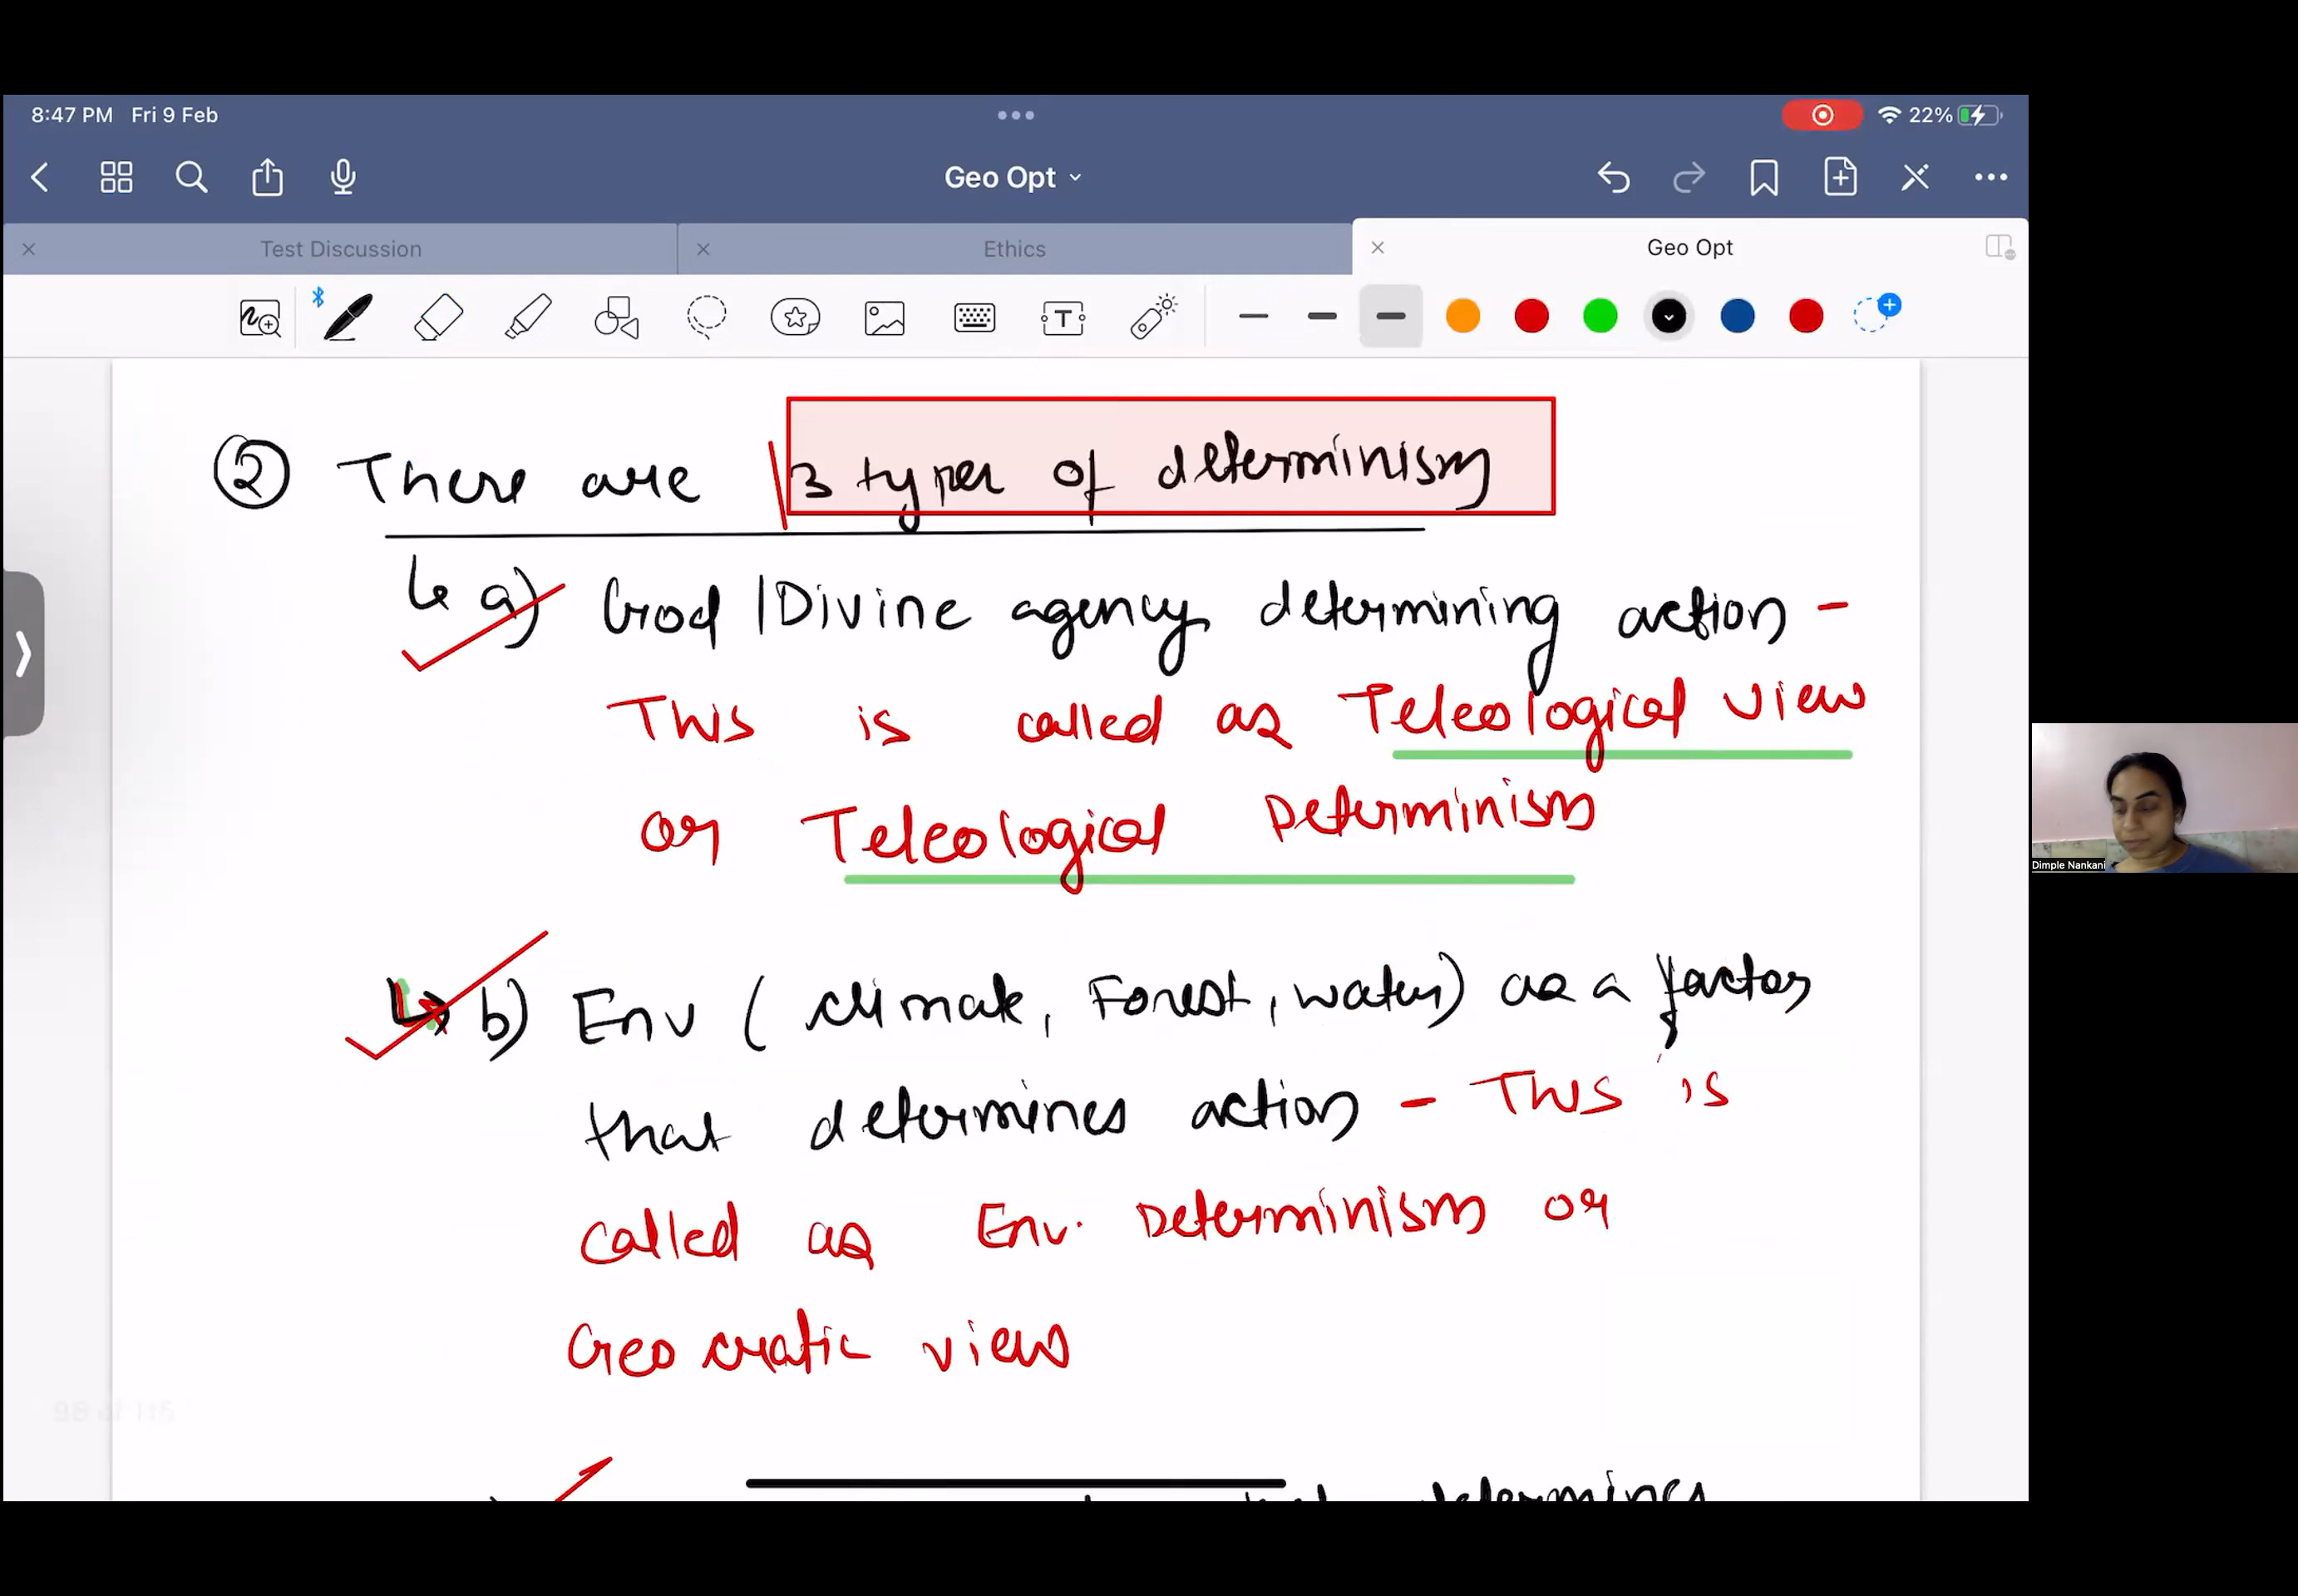 8:47 PM Fri 9 Feb
22%
Geo Opt
Test Discussion
Ethics
Geo Opt
② There are 3 types of determinism
a) God / Divine agency determining action -
This is called as Teleological view
or Teleological Determinism
b) Env (climate, Forest, water) as a factor
that determines action - This is
called as Env. Determinism or
Geocratic view
determines
Dimple Nankani